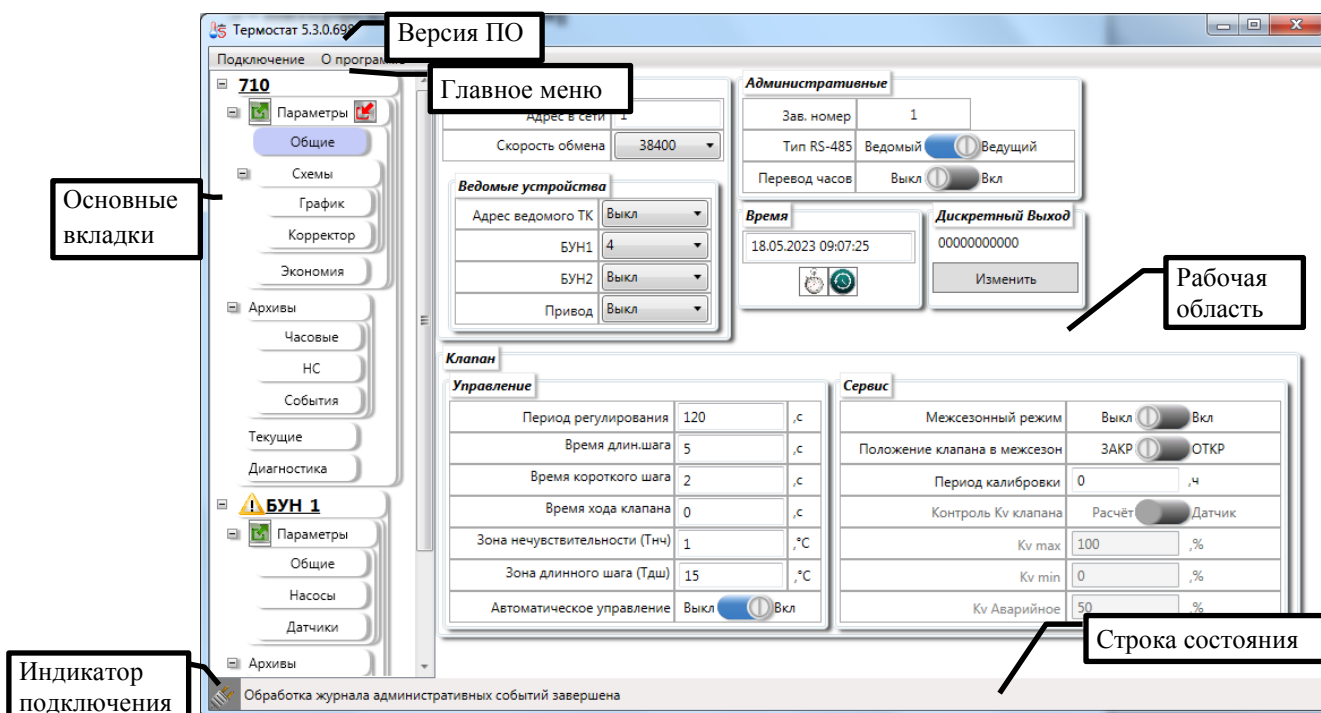 Термостат 5.3.0.698
Версия ПО
Подключение О программе
Главное меню
Основные
вкладки
710
Параметры
Общие
Схемы
График
Корректор
Экономия
Архивы
Часовые
НС
События
Текущие
Диагностика
БУН 1
Параметры
Общие
Насосы
Датчики
Архивы
Адрес в сети 1
Скорость обмена 38400
Ведомые устройства
Адрес ведомого ТК Выкл
БУН1 4
БУН2 Выкл
Привод Выкл
Административные
Зав. номер 1
Тип RS-485 Ведомый Ведущий
Перевод часов Выкл Вкл
Время
18.05.2023 09:07:25
Дискретный Выход
00000000000
Изменить
Рабочая
область
Клапан
Управление
Период регулирования 120 ,с
Время длин.шага 5 ,с
Время короткого шага 2 ,с
Время хода клапана 0 ,с
Зона нечувствительности (Тнч) 1 ,°C
Зона длинного шага (Тдш) 15 ,°C
Автоматическое управление Выкл Вкл
Сервис
Межсезонный режим Выкл Вкл
Положение клапана в межсезон ЗАКР ОТКР
Период калибровки 0 ,ч
Контроль Kv клапана Расчёт Датчик
Kv max 100 ,%
Kv min 0 ,%
Kv Аварийное 50 ,%
Строка состояния
Индикатор
подключения
Обработка журнала административных событий завершена